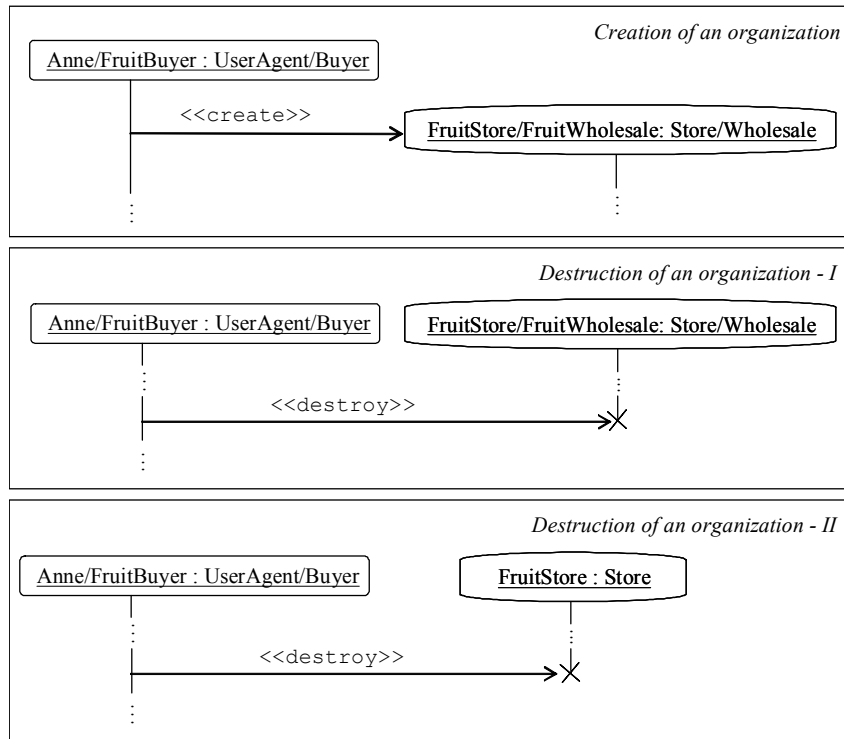 Creation of an organization
Anne/FruitBuyer : UserAgent/Buyer
<<create>>
FruitStore/FruitWholesale: Store/Wholesale
Destruction of an organization - I
Anne/FruitBuyer : UserAgent/Buyer
FruitStore/FruitWholesale: Store/Wholesale
<<destroy>>
Destruction of an organization - II
Anne/FruitBuyer : UserAgent/Buyer
FruitStore : Store
<<destroy>>